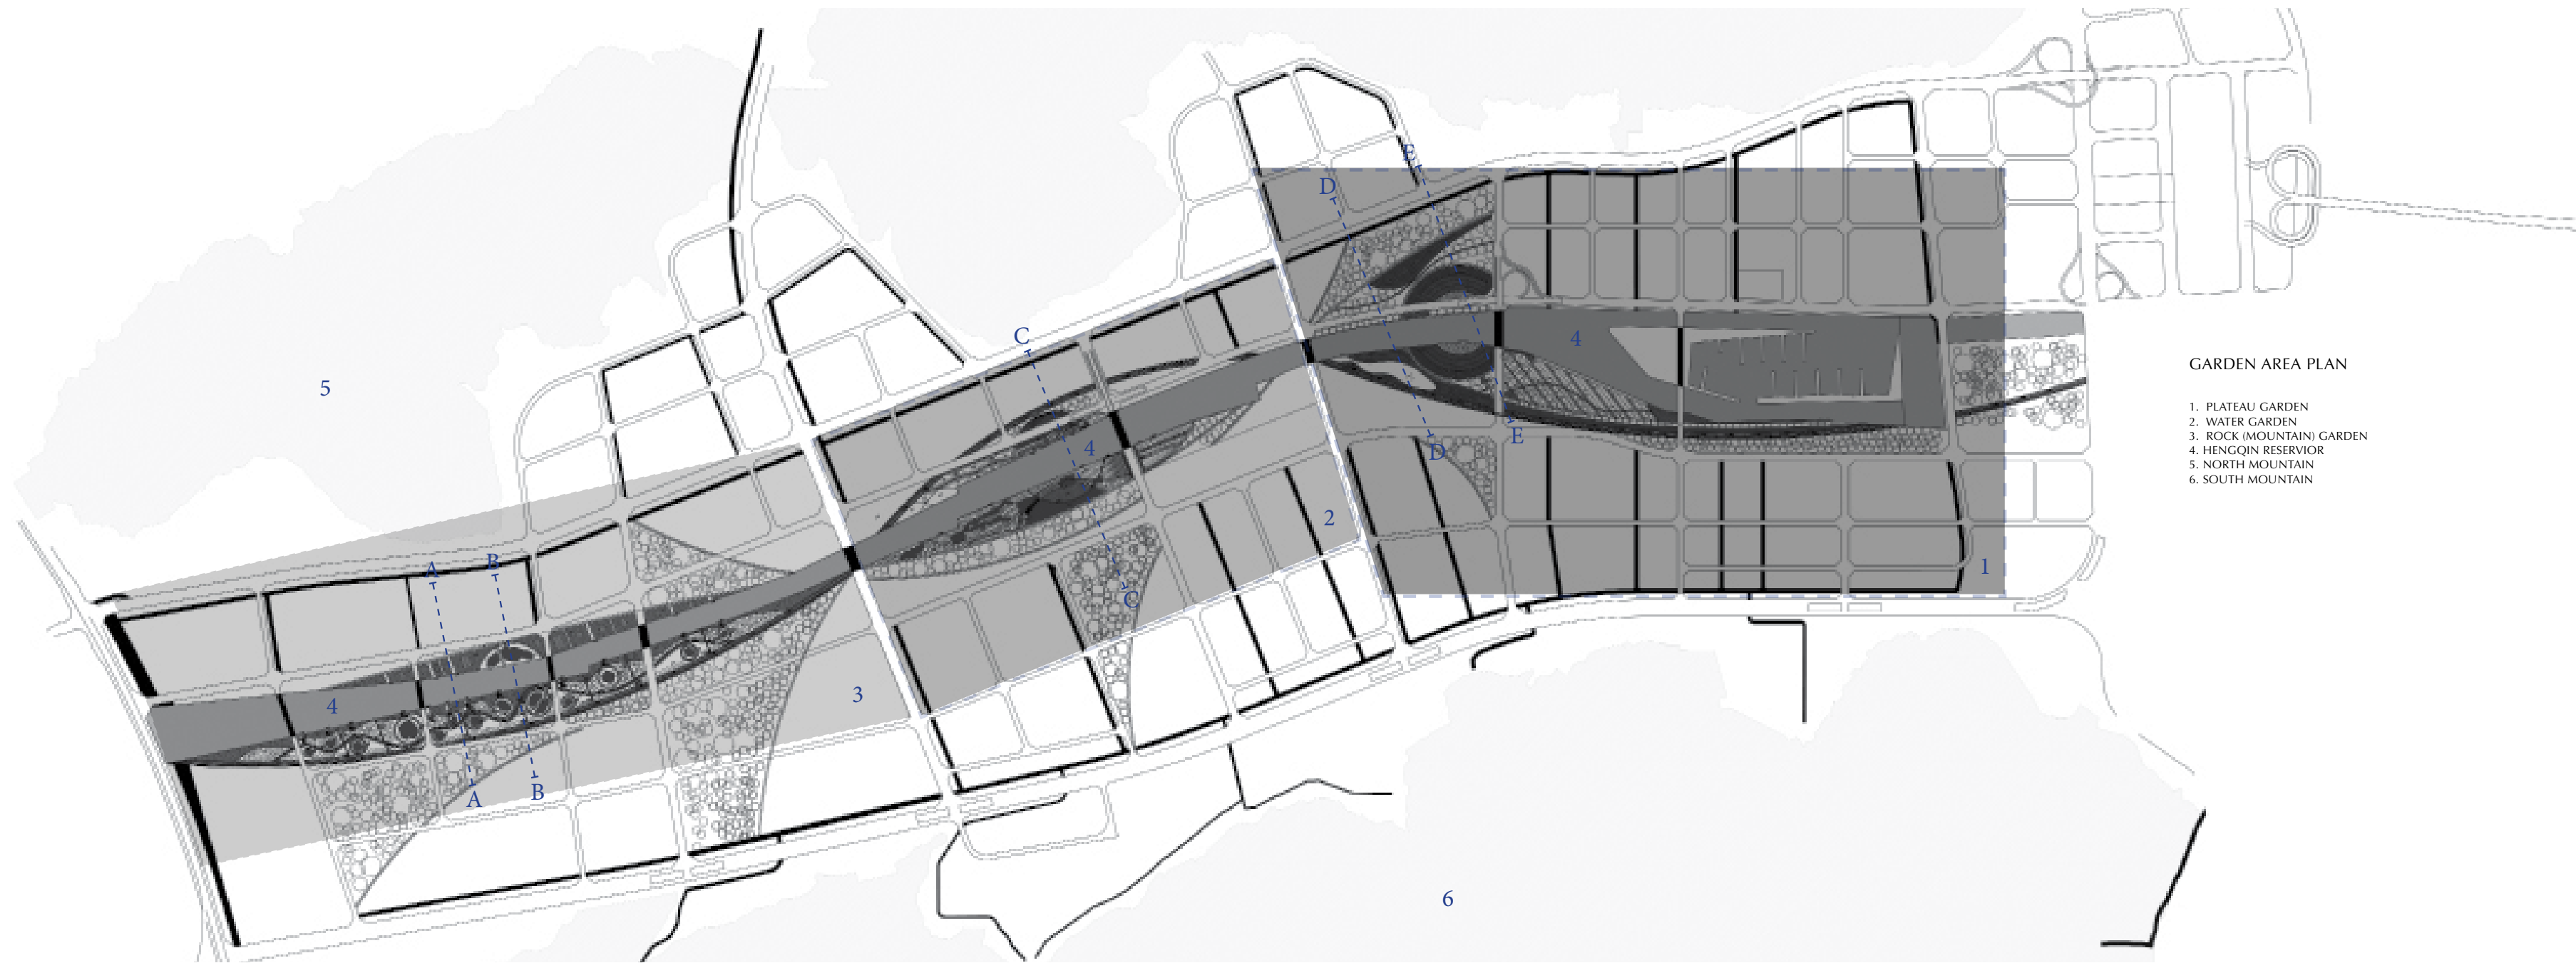 E
D
C
4
5
GARDEN AREA PLAN
1. PLATEAU GARDEN
2. WATER GARDEN
3. ROCK (MOUNTAIN) GARDEN
4. HENGQIN RESERVIOR
5. NORTH MOUNTAIN
6. SOUTH MOUNTAIN
E
4
D
2
B
A
1
C
3
4
B
A
6